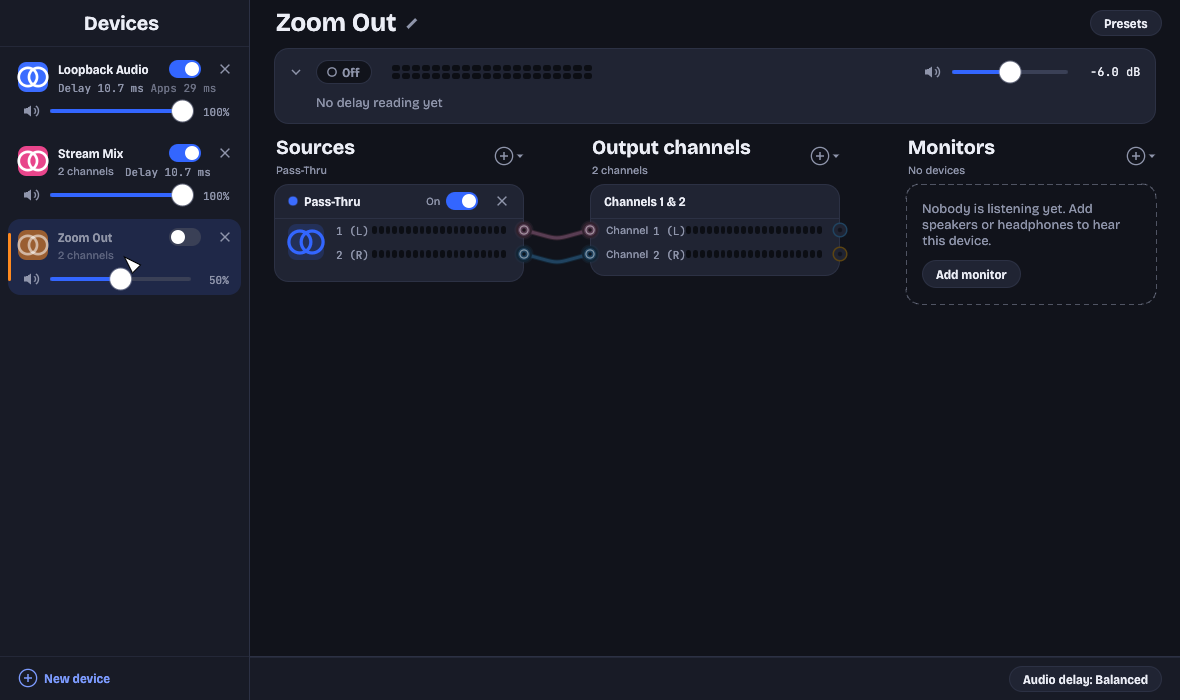 Devices
Loopback Audio
Delay 10.7 ms Apps 29 ms
100%
Stream Mix
2 channels Delay 10.7 ms
100%
Zoom Out
2 channels
50%
New device
Zoom Out
Presets
Off
-6.0 dB
No delay reading yet
Sources
Pass-Thru
Pass-Thru
On
1 (L)
2 (R)
Output channels
2 channels
Channels 1 & 2
Channel 1 (L)
Channel 2 (R)
Monitors
No devices
Nobody is listening yet. Add
speakers or headphones to hear
this device.
Add monitor
Audio delay: Balanced